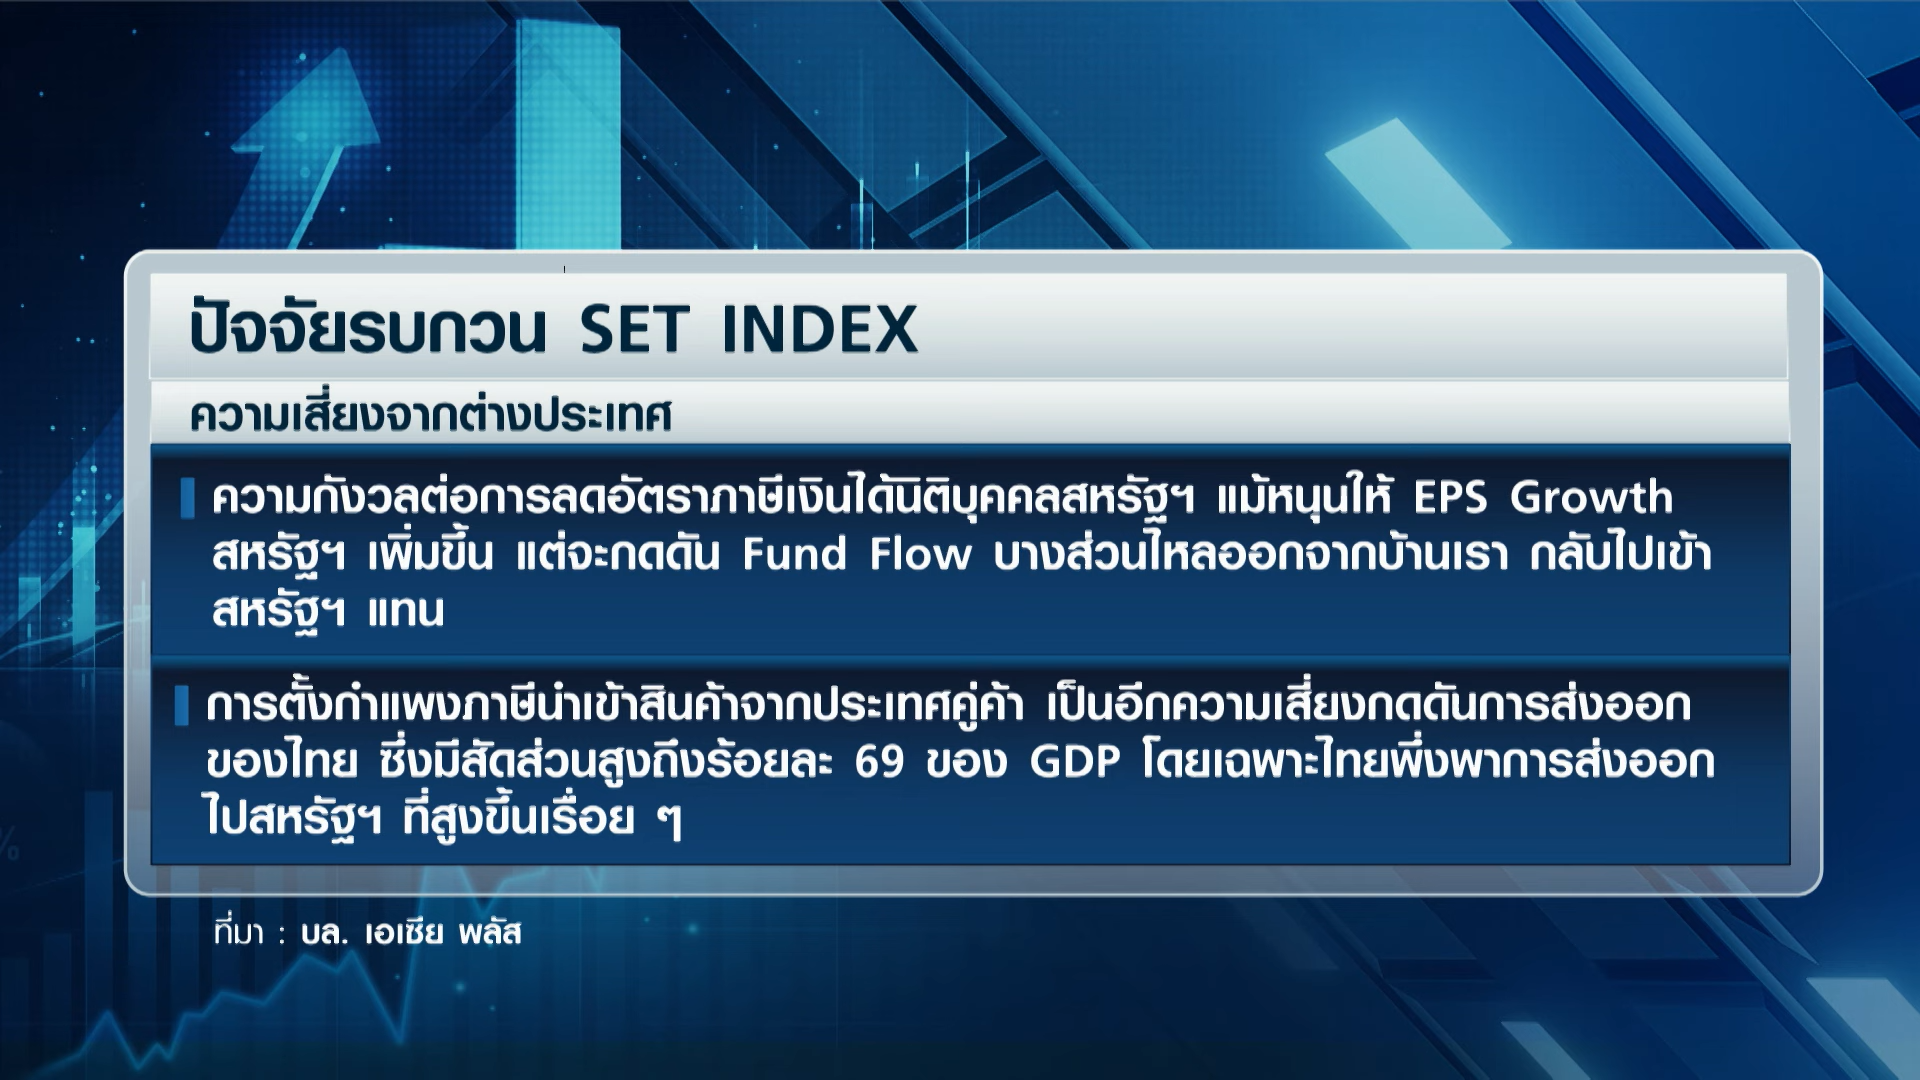 ปัจจัยรบกวน SET INDEX
ความเสี่ยงจากต่างประเทศ
ความกังวลต่อการลดอัตราภาษีเงินได้นิติบุคคลสหรัฐฯ แม้หนุนให้ EPS Growth
สหรัฐฯ เพิ่มขึ้น แต่จะกดดัน Fund Flow บางส่วนไหลออกจากบ้านเรา กลับไปเข้า
สหรัฐฯ แทน
การตั้งกำแพงภาษีนำเข้าสินค้าจากประเทศคู่ค้า เป็นอีกความเสี่ยงกดดันการส่งออก
ของไทย ซึ่งมีสัดส่วนสูงถึงร้อยละ 69 ของ GDP โดยเฉพาะไทยพึ่งพาการส่งออก
ไปสหรัฐฯ ที่สูงขึ้นเรื่อย ๆ
ที่มา : บล. เอเซีย พลัส